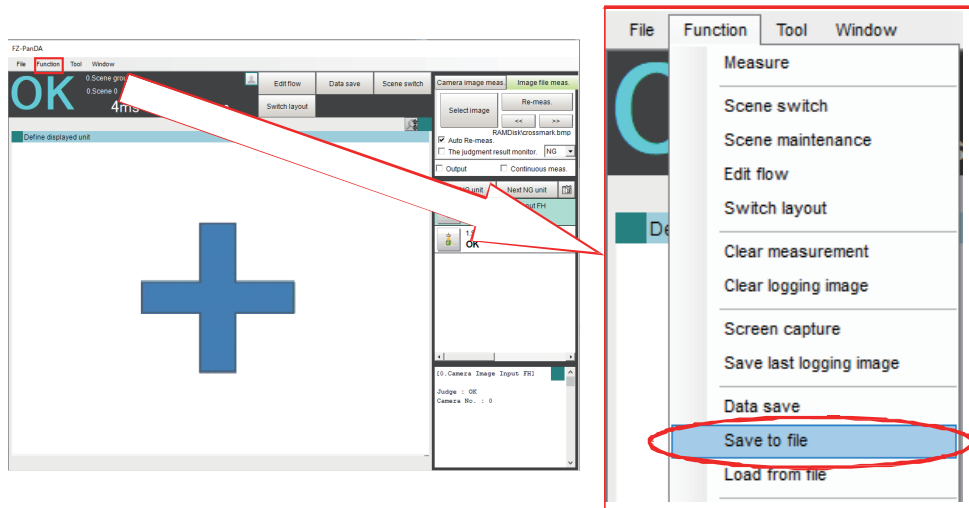 FZ-PanDA
File Function Tool Window
OK
0.Scene grou
0.Scene 0
4ms
Edit flow
Data save
Scene switch
Switch layout
Define displayed unit
Camera image meas
Image file meas.
Select image
Re-meas.
<< >>
RAMDisk\crossmark.bmp
Auto Re-meas.
The judgment result monitor. NG
Output
Continuous meas.
NG unit
Next NG unit
put FH
OK
[0.Camera Image Input FH]
Judge : OK
Camera No. : 0
File Function Tool Window
Measure
Scene switch
Scene maintenance
Edit flow
Switch layout
Clear measurement
Clear logging image
Screen capture
Save last logging image
Data save
Save to file
Load from file
De